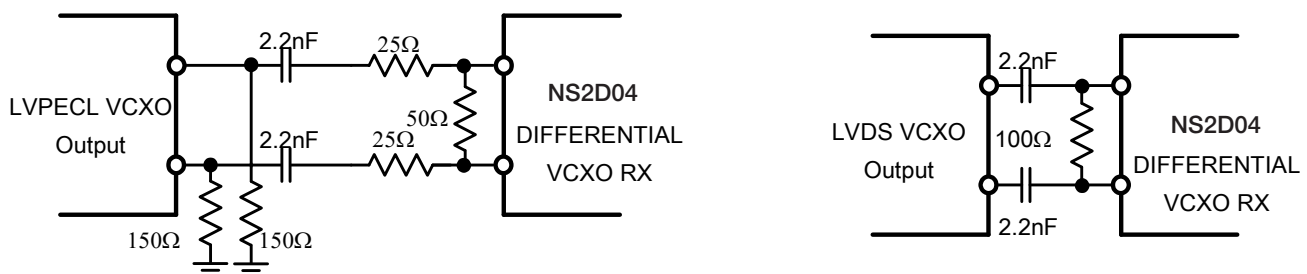 2.2nF
25Ω
LVPECL VCXO
Output
50Ω
NS2D04
DIFFERENTIAL
VCXO RX
2.2nF
25Ω
150Ω
150Ω
2.2nF
LVDS VCXO
Output
100Ω
NS2D04
DIFFERENTIAL
VCXO RX
2.2nF